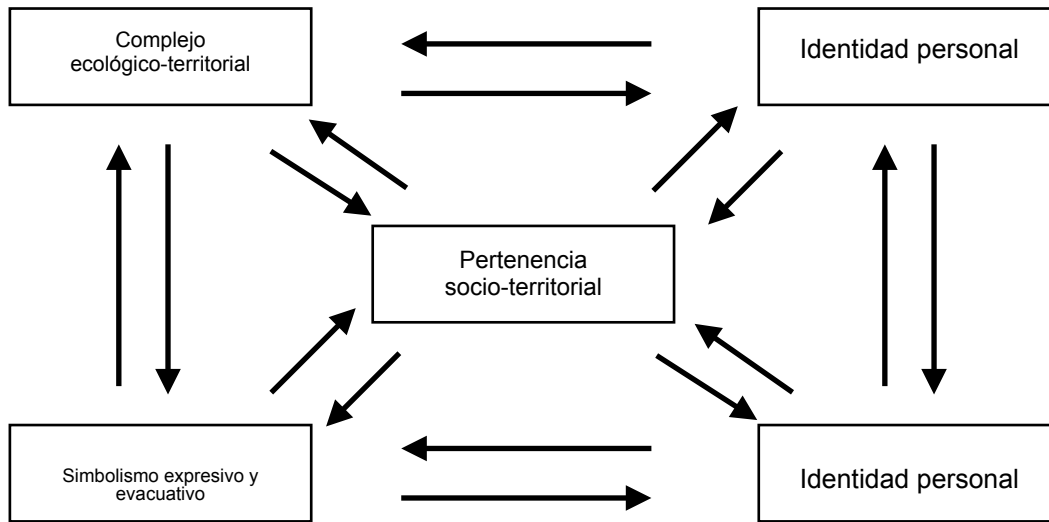 Complejo
ecológico-territorial
Identidad personal
Pertenencia
socio-territorial
Simbolismo expresivo y
evacuativo
Identidad personal